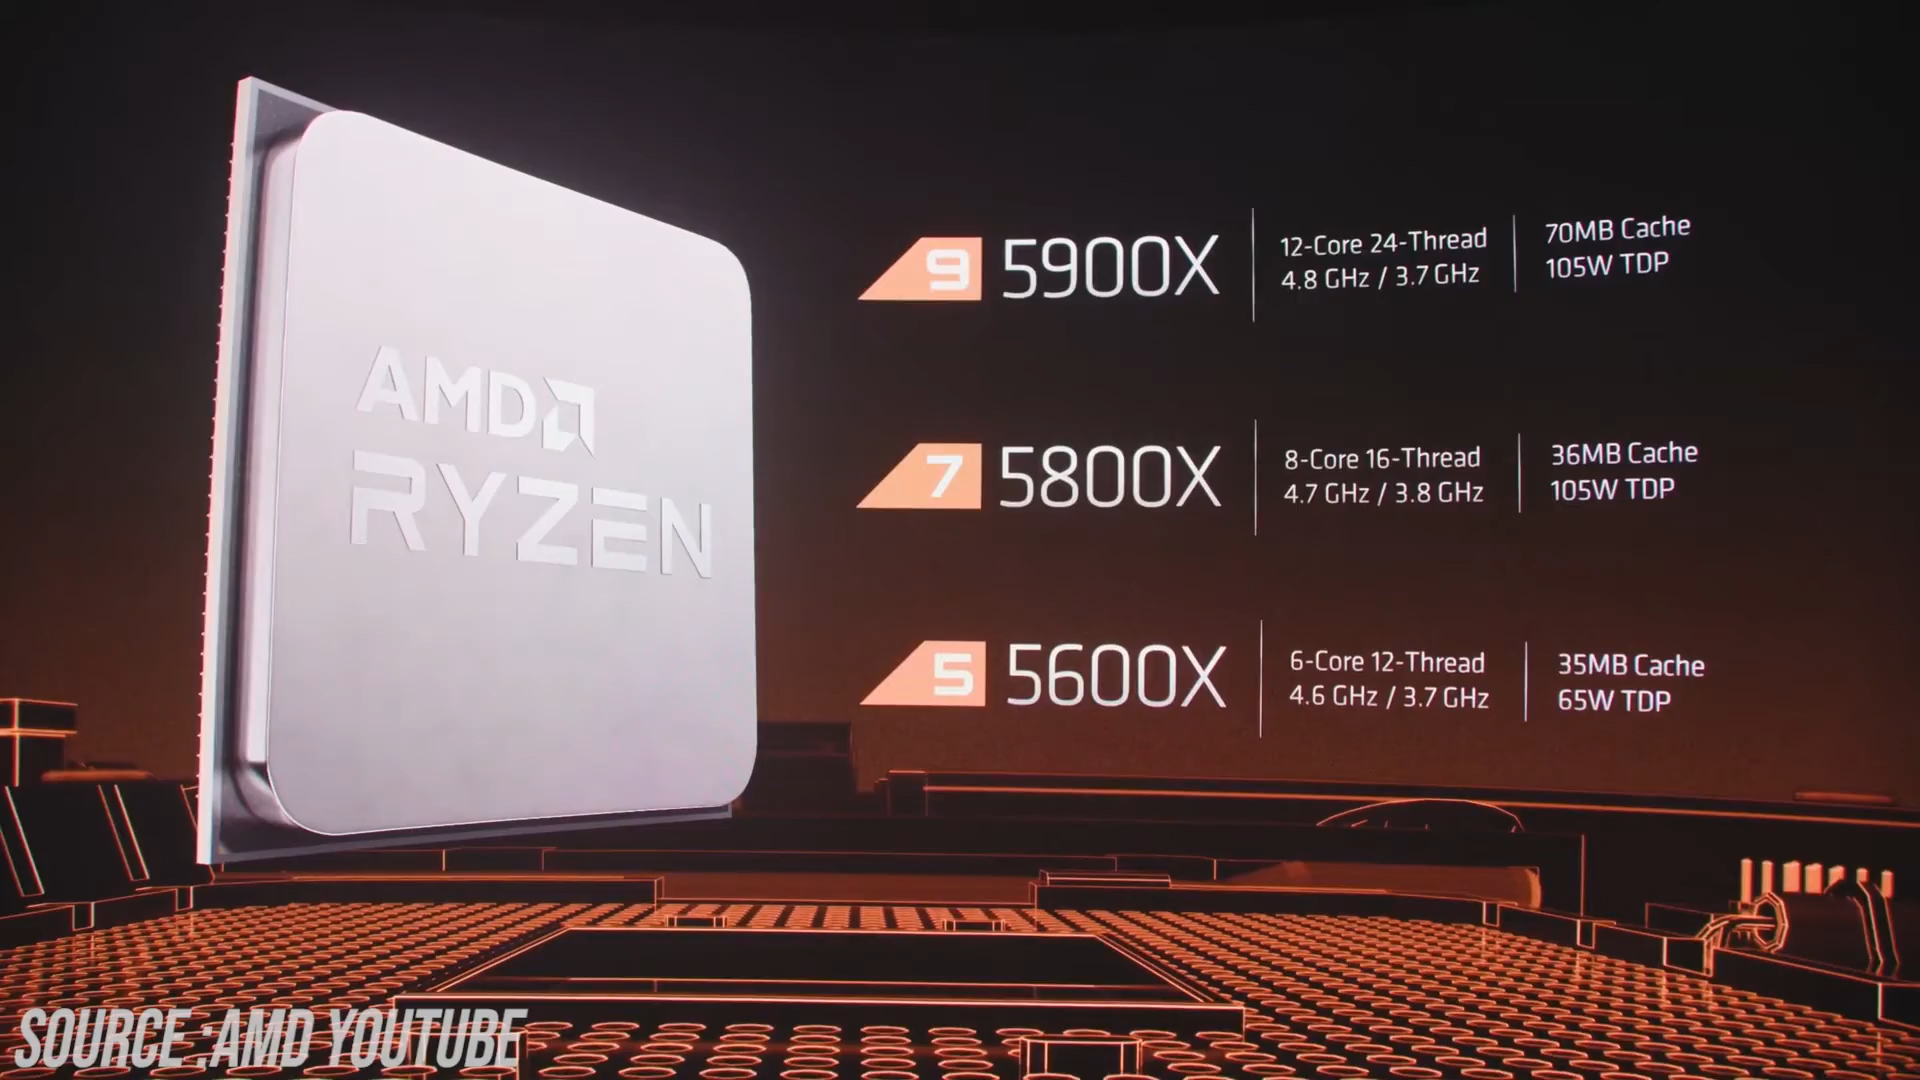 AMD
RYZEN
9 5900X
12-Core 24-Thread
4.8 GHz / 3.7 GHz
70MB Cache
105W TDP
7 5800X
8-Core 16-Thread
4.7 GHz / 3.8 GHz
36MB Cache
105W TDP
5 5600X
6-Core 12-Thread
4.6 GHz / 3.7 GHz
35MB Cache
65W TDP
SOURCE :AMD YOUTUBE